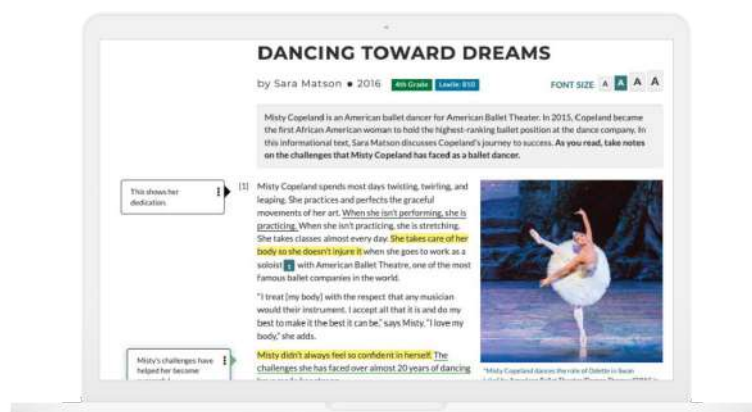 DANCING TOWARD DREAMS
by Sara Matson ● 2016 4th Grade Lexile: 910
FONT SIZE A A A A
Misty Copeland is an American ballet dancer for American Ballet Theater. In 2015, Copeland became
the first African American woman to hold the highest-ranking ballet position at the dance company. In
this informational text, Sara Matson discusses Copeland's journey to success. As you read, take notes
on the challenges that Misty Copeland has faced as a ballet dancer.
This shows her
dedication.
[1] Misty Copeland spends most days twisting, twirling, and
leaping. She practices and perfects the graceful
movements of her art. When she isn't performing, she is
practicing. When she isn't practicing, she is stretching.
She takes classes almost every day. She takes care of her
body so she doesn't injure it when she goes to work as a
soloist 1 with American Ballet Theatre, one of the most
famous ballet companies in the world.
"I treat [my body] with the respect that any musician
would their instrument. I accept all that it is and do my
best to make it the best it can be," says Misty. "I love my
body," she adds.
Misty's challenges have
helped her become
Misty didn't always feel so confident in herself. The
challenges she has faced over almost 20 years of dancing
"Misty Copeland dances the role of Odette in Swan